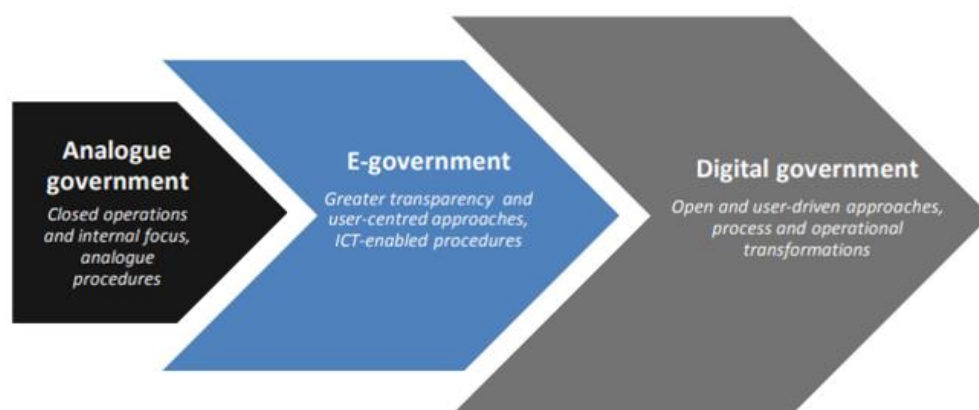 Analogue
government
Closed operations
and internal focus,
analogue
procedures
E-government
Greater transparency and
user-centred approaches,
ICT-enabled procedures
Digital government
Open and user-driven approaches,
process and operational
transformations